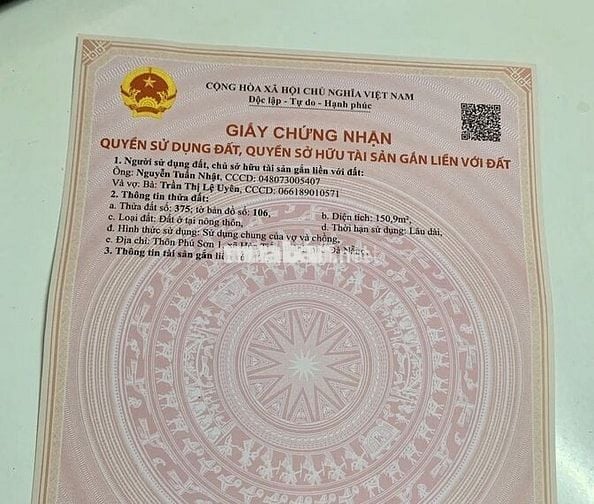 CỘNG HÒA XÃ HỘI CHỦ NGHĨA VIỆT NAM
Độc lập - Tự do - Hạnh phúc
GIẤY CHỨNG NHẬN
QUYỀN SỬ DỤNG ĐẤT, QUYỀN SỞ HỮU TÀI SẢN GẮN LIỀN VỚI ĐẤT
1. Người sử dụng đất, chủ sở hữu tài sản gắn liền với đất:
Ông: Nguyễn Tuấn Nhật, CCCD: 048073005407
Và vợ: Bà: Trần Thị Lệ Uyên, CCCD: 066189010571
2. Thông tin thửa đất:
a. Thửa đất số: 375; tờ bản đồ số: 106, b. Diện tích: 150,9m²,
c. Loại đất: Đất ở tại nông thôn, d. Thời hạn sử dụng: Lâu dài,
đ. Hình thức sử dụng: Sử dụng chung của vợ và chồng,
e. Địa chỉ: Thôn Phú Sơn 1, xã
3. Thông tin tài sản gắn liền